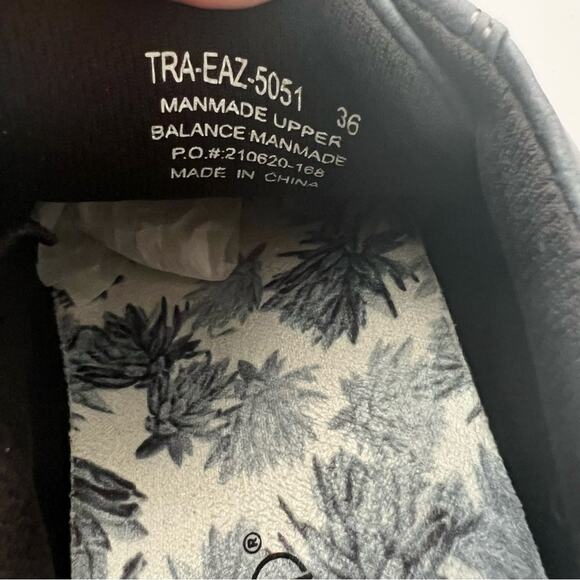 TRA-EAZ-5051
MANMADE UPPER 36
BALANCE MANMADE
P.O.#:210620-168
MADE IN CHINA
®